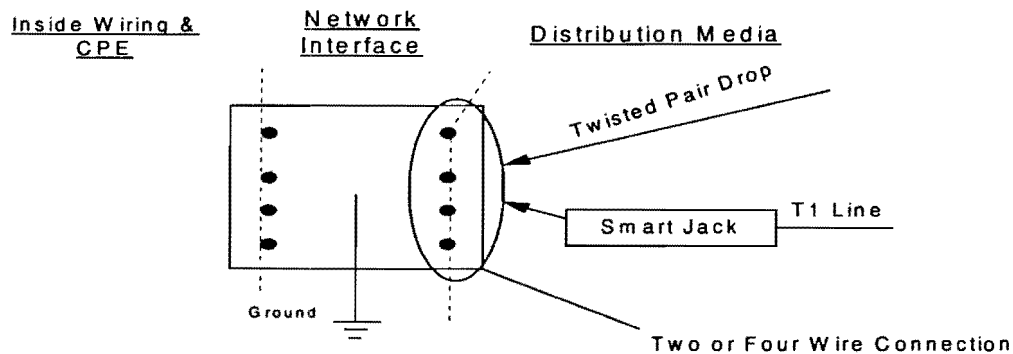 Inside Wiring &
CPE
Network
Interface
Distribution Media
Twisted Pair Drop
T1 Line
Smart Jack
Ground
Two or Four Wire Connection